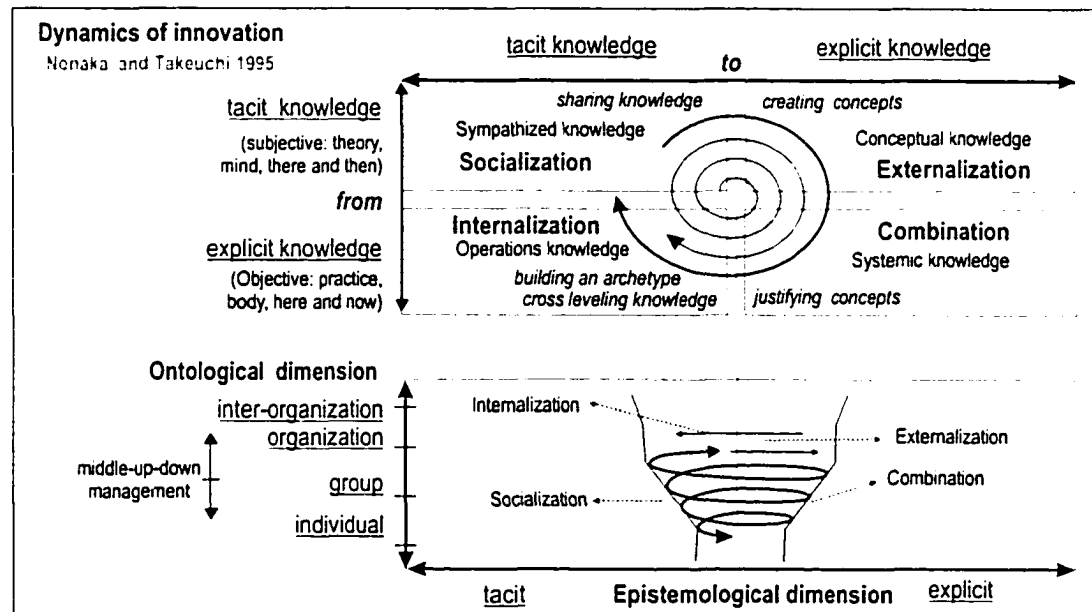 Dynamics of innovation
Nonaka and Takeuchi 1995
tacit knowledge
to
explicit knowledge
sharing knowledge
creating concepts
tacit knowledge
(subjective: theory,
mind, there and then)
Sympathized knowledge
Socialization
Conceptual knowledge
Externalization
from
Internalization
Operations knowledge
Combination
Systemic knowledge
explicit knowledge
(Objective: practice,
body, here and now)
building an archetype
cross leveling knowledge
justifying concepts
Ontological dimension
inter-organization
organization
group
individual
middle-up-down
management
Internalization
Externalization
Socialization
Combination
tacit
Epistemological dimension
explicit